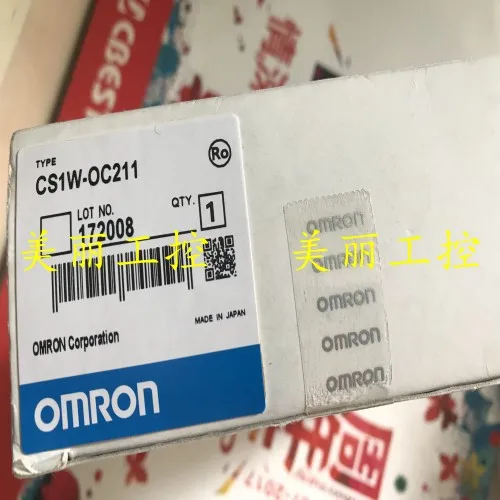 TYPE
CS1W-OC211
Ro
LOT NO.
172008
QTY.
1
MADE IN JAPAN
OMRON Corporation
OMRON
OMRON
OMRON
OMRON
OMRON
OMRON
美丽工控
美丽工控